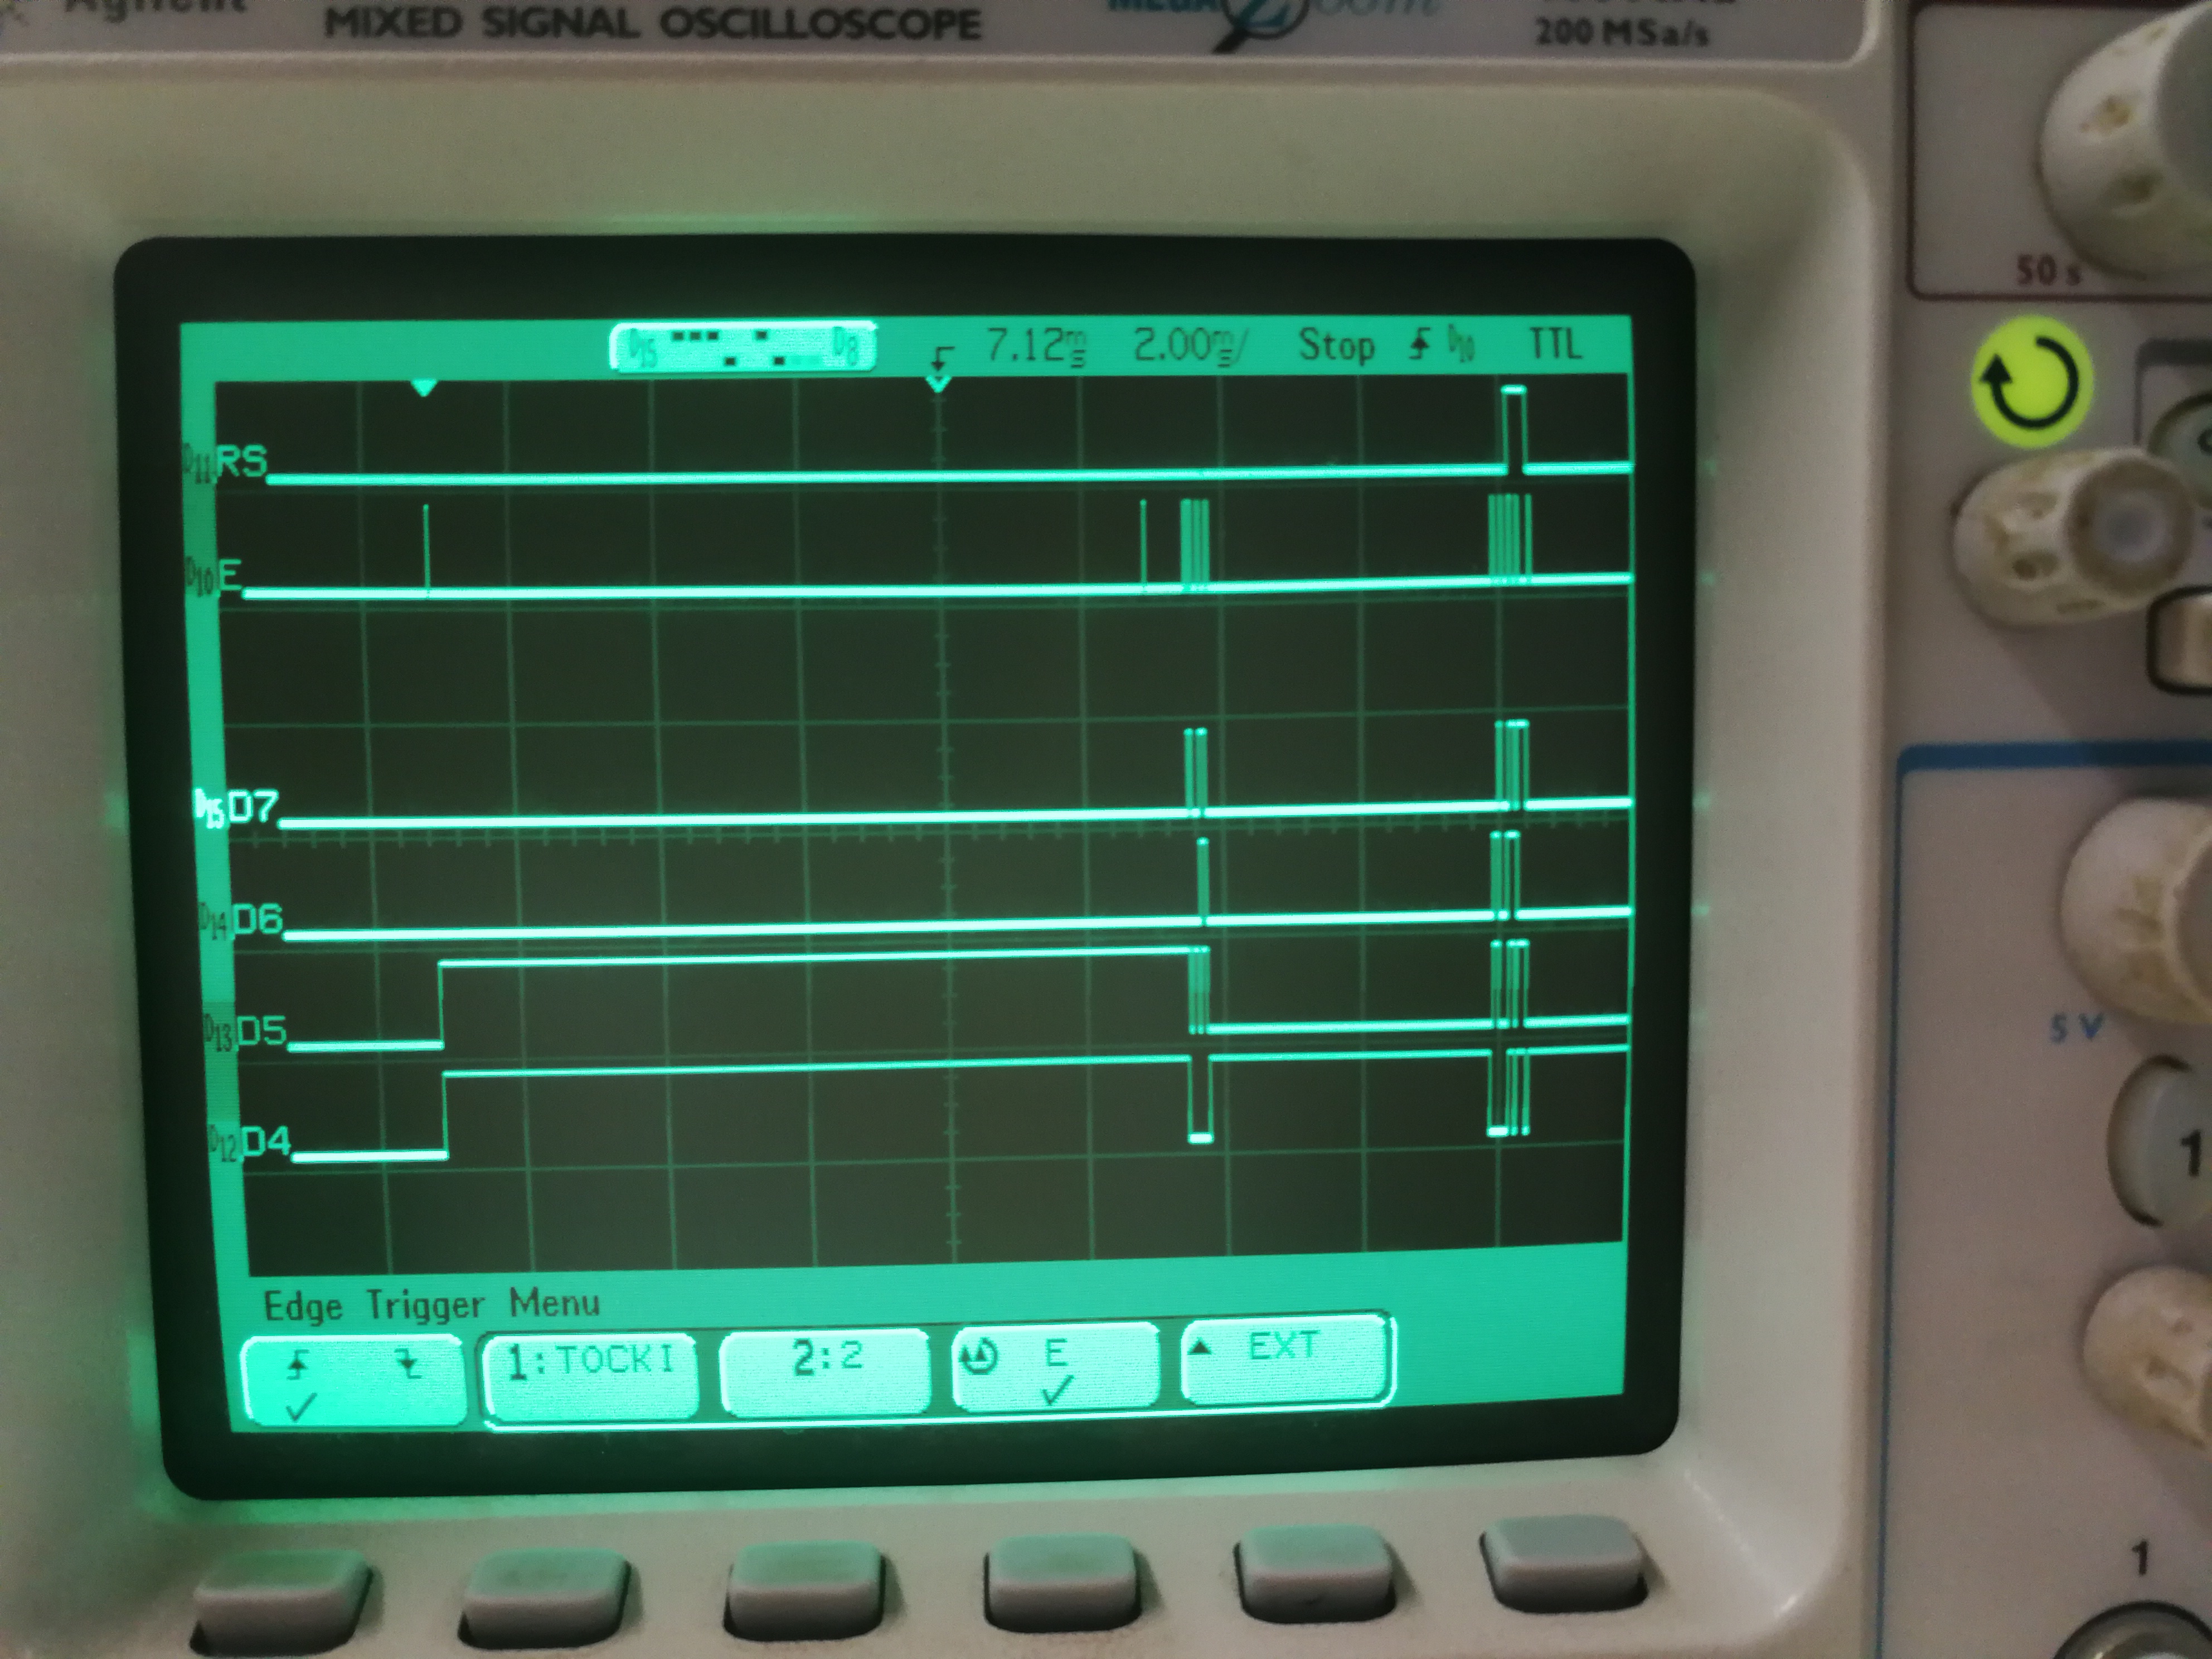 Agilent
MIXED SIGNAL OSCILLOSCOPE
200 MSa/s
50 s
D15 D8 7.12ms 2.00ms/ Stop D10 TTL
D11 RS
D10 E
D15 D7
D14 D6
D13 D5
D12 D4
Edge Trigger Menu
1:TOCKI 2:2 E EXT
5 V
1
1